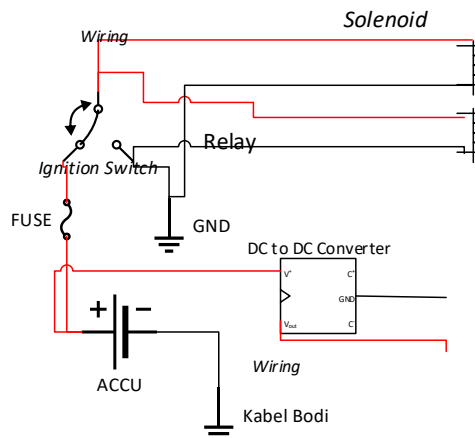 Solenoid
Wiring
Relay
Ignition Switch
FUSE
GND
DC to DC Converter
V+ C+
GND
Vout C-
+ −
ACCU
Wiring
Kabel Bodi